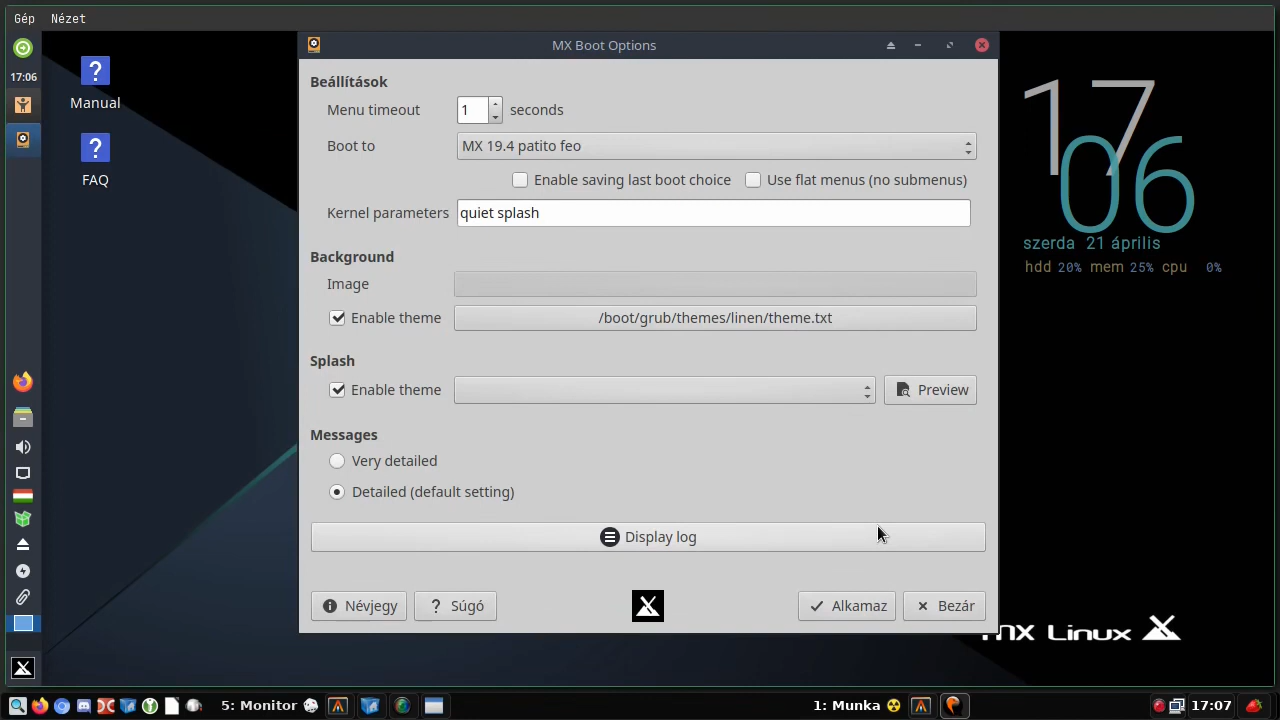 Gép Nézet
17:06
Manual
FAQ
MX Boot Options
Beállítások
Menu timeout 1 seconds
Boot to MX 19.4 patito feo
Enable saving last boot choice Use flat menus (no submenus)
Kernel parameters quiet splash
Background
Image
Enable theme /boot/grub/themes/linen/theme.txt
Splash
Enable theme Preview
Messages
Very detailed
Detailed (default setting)
Display log
Névjegy ? Súgó Alkamaz Bezár
17
06
szerda 21 április
hdd 20% mem 25% cpu 0%
MX Linux
5: Monitor 1: Munka 17:07